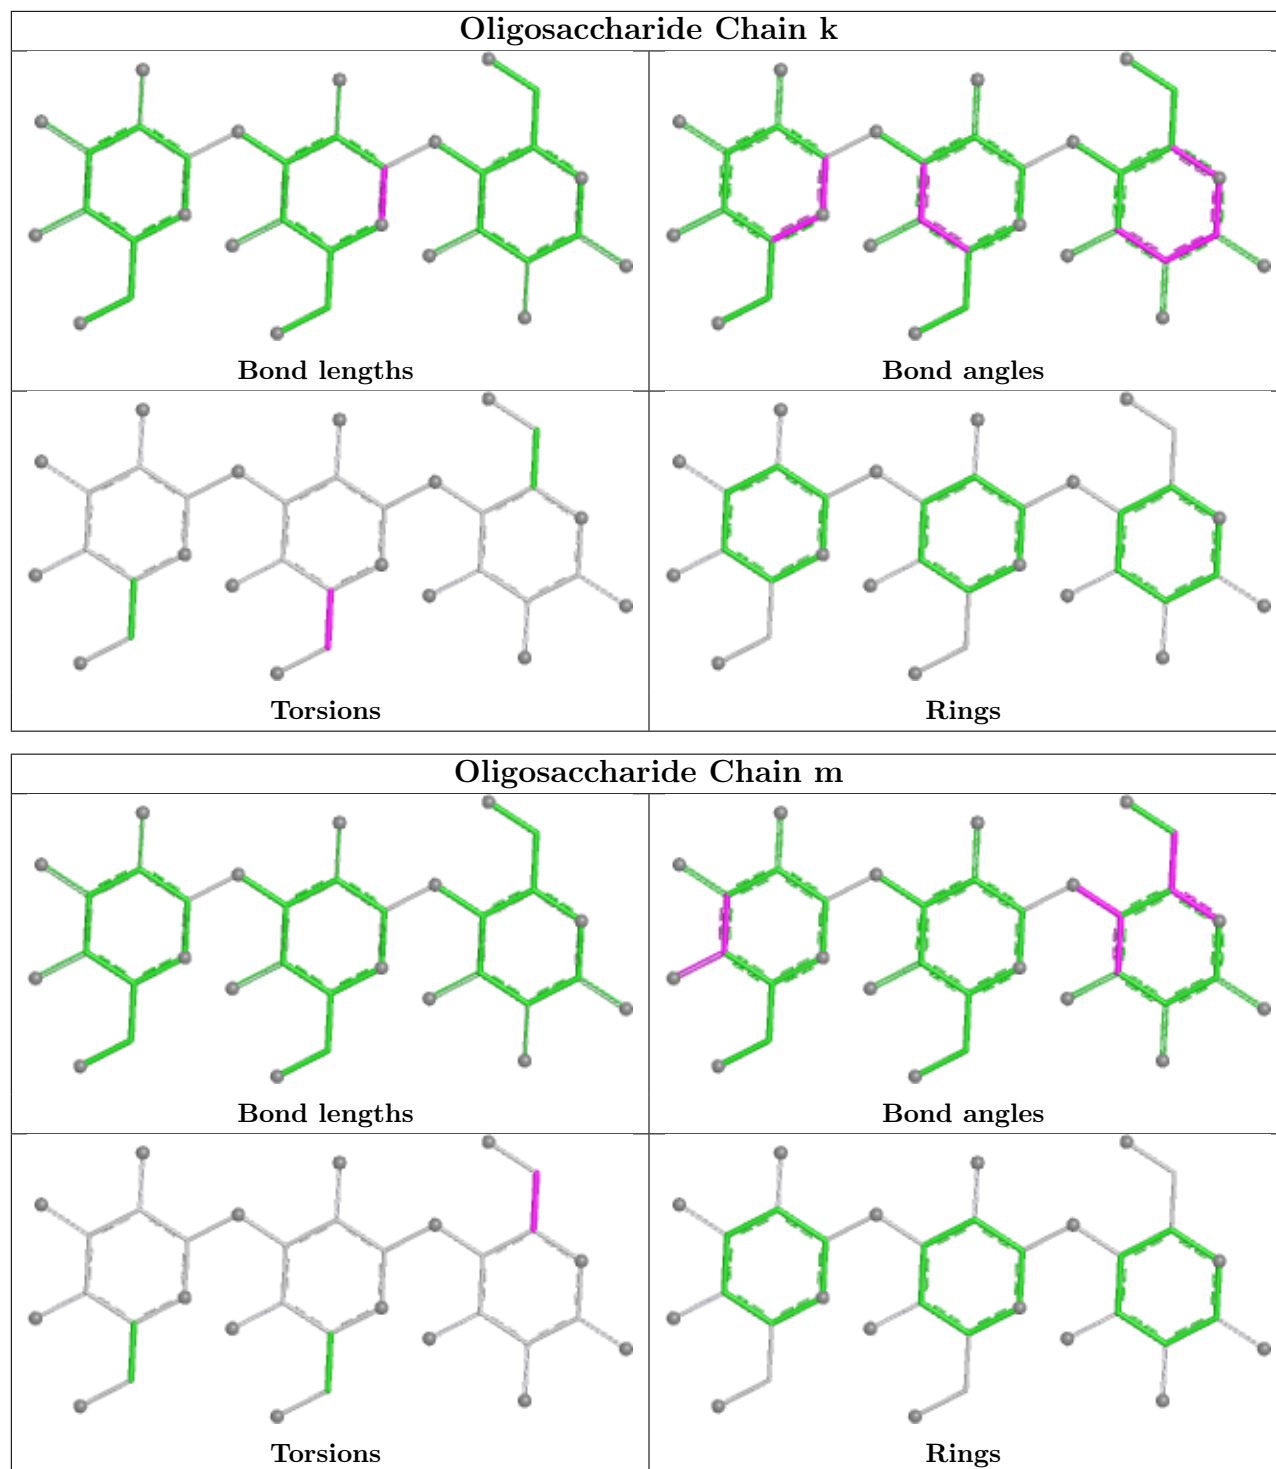 Oligosaccharide Chain k
Bond lengths
Bond angles
Torsions
Rings
Oligosaccharide Chain m
Bond lengths
Bond angles
Torsions
Rings